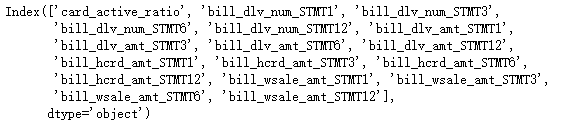 Index(['card_active_ratio', 'bill_dlv_num_STMT1', 'bill_dlv_num_STMT3',
'bill_dlv_num_STMT6', 'bill_dlv_num_STMT12', 'bill_dlv_amt_STMT1',
'bill_dlv_amt_STMT3', 'bill_dlv_amt_STMT6', 'bill_dlv_amt_STMT12',
'bill_hcrd_amt_STMT1', 'bill_hcrd_amt_STMT3', 'bill_hcrd_amt_STMT6',
'bill_hcrd_amt_STMT12', 'bill_wsale_amt_STMT1', 'bill_wsale_amt_STMT3',
'bill_wsale_amt_STMT6', 'bill_wsale_amt_STMT12'],
dtype='object')